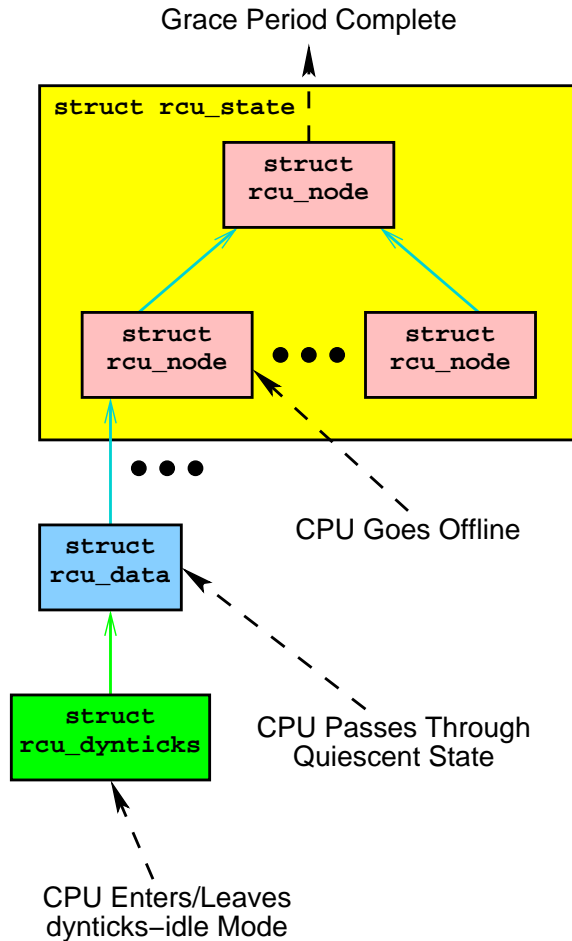 Grace Period Complete
struct rcu_state
struct
rcu_node
struct
rcu_node
struct
rcu_node
CPU Goes Offline
struct
rcu_data
CPU Passes Through
Quiescent State
struct
rcu_dynticks
CPU Enters/Leaves
dynticks−idle Mode